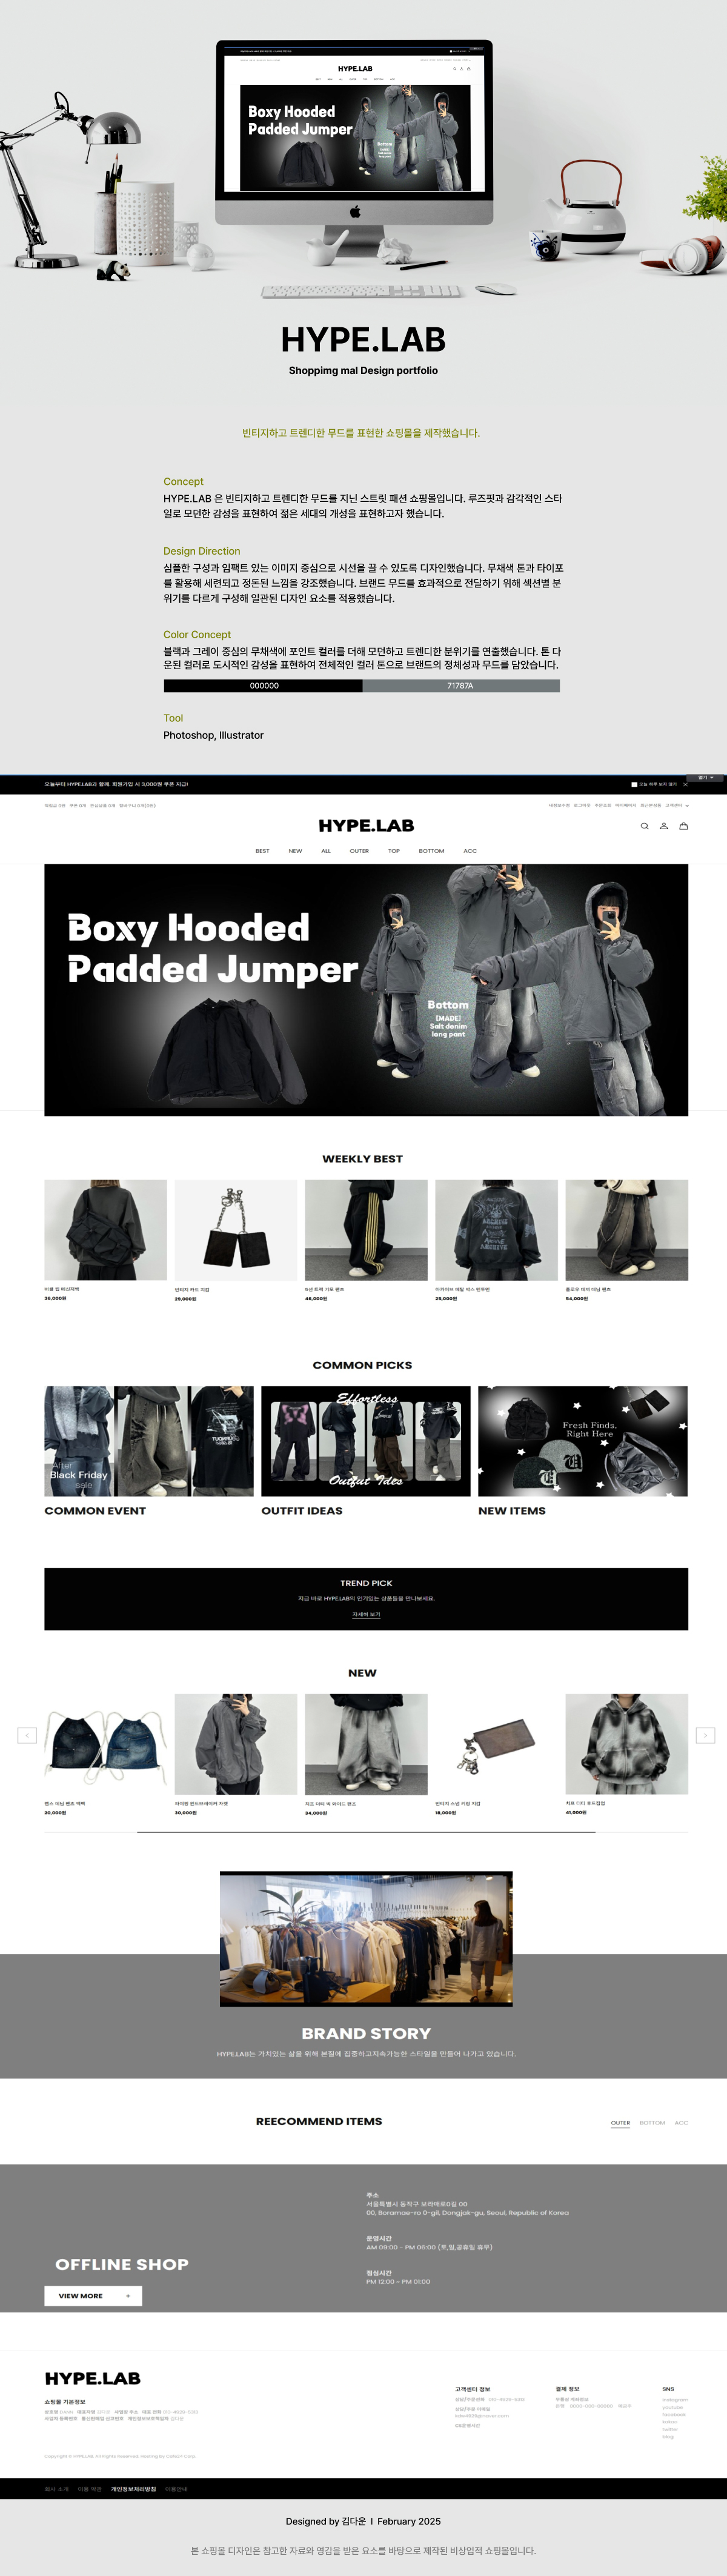 HYPE.LAB
Boxy Hooded
Padded Jumper
Bottom
HYPE.LAB
Shoppimg mal Design portfolio
빈티지하고 트렌디한 무드를 표현한 쇼핑몰을 제작했습니다.
Concept
HYPE.LAB 은 빈티지하고 트렌디한 무드를 지닌 스트릿 패션 쇼핑몰입니다. 루즈핏과 감각적인 스타
일로 모던한 감성을 표현하여 젊은 세대의 개성을 표현하고자 했습니다.
Design Direction
심플한 구성과 임팩트 있는 이미지 중심으로 시선을 끌 수 있도록 디자인했습니다. 무채색 톤과 타이포
를 활용해 세련되고 정돈된 느낌을 강조했습니다. 브랜드 무드를 효과적으로 전달하기 위해 섹션별 분
위기를 다르게 구성해 일관된 디자인 요소를 적용했습니다.
Color Concept
블랙과 그레이 중심의 무채색에 포인트 컬러를 더해 모던하고 트렌디한 분위기를 연출했습니다. 톤 다
운된 컬러로 도시적인 감성을 표현하여 전체적인 컬러 톤으로 브랜드의 정체성과 무드를 담았습니다.
000000 71787A
Tool
Photoshop, Illustrator
열기
오늘부터 HYPE.LAB과 함께, 회원가입 시 3,000원 쿠폰 지급! 오늘 하루 보지 않기
HYPE.LAB
BEST NEW ALL OUTER TOP BOTTOM ACC
Boxy Hooded
Padded Jumper
Bottom
[MADE]
Salt denim
long pant
WEEKLY BEST
빈티지 카드 지갑
36,000원 29,000원 46,000원 26,000원 54,000원
COMMON PICKS
After
Black Friday
sale
Effortless
Outfut Ides
Fresh Finds,
Right Here
COMMON EVENT OUTFIT IDEAS NEW ITEMS
TREND PICK
지금 바로 HYPE.LAB의 인기있는 상품들을 만나보세요.
자세히 보기
NEW
20,000원 30,000원 34,000원 18,000원 41,000원
BRAND STORY
HYPE.LAB는 가치있는 삶을 위해 본질에 집중하고지속가능한 스타일을 만들어 나가고 있습니다.
REECOMMEND ITEMS
OUTER BOTTOM ACC
주소
서울특별시 동작구 보라매로0길 00
00, Boramae-ro 0-gil, Dongjak-gu, Seoul, Republic of Korea
운영시간
AM 09:00 - PM 06:00 (토,일,공휴일 휴무)
점심시간
PM 12:00 ~ PM 01:00
OFFLINE SHOP
VIEW MORE +
HYPE.LAB
쇼핑몰 기본정보
고객센터 정보
결제 정보
SNS
instagram
youtube
facebook
kakao
twitter
blog
Copyright © HYPE.LAB. All Rights Reserved. Hosting by Cafe24 Corp.
회사 소개 이용 약관 개인정보처리방침 이용안내
Designed by 김다운 | February 2025
본 쇼핑몰 디자인은 참고한 자료와 영감을 받은 요소를 바탕으로 제작된 비상업적 쇼핑몰입니다.